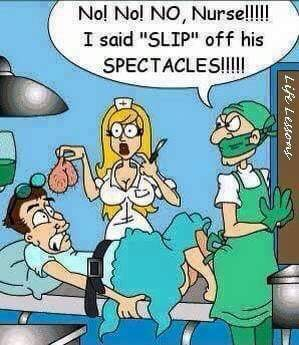 No! No! NO, Nurse!!!!!
I said "SLIP" off his
SPECTACLES!!!!!
Life Lessons